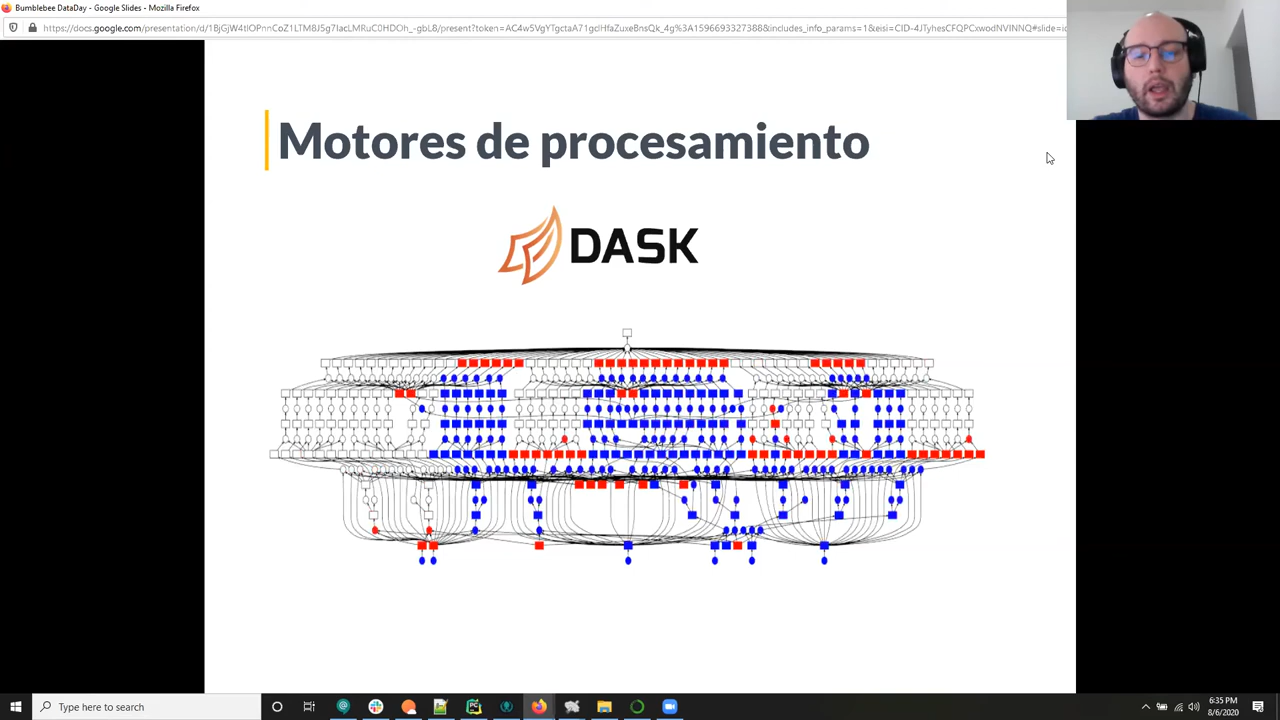 Bumblebee DataDay - Google Slides - Mozilla Firefox
Motores de procesamiento
DASK
Type here to search
6:35 PM
8/6/2020